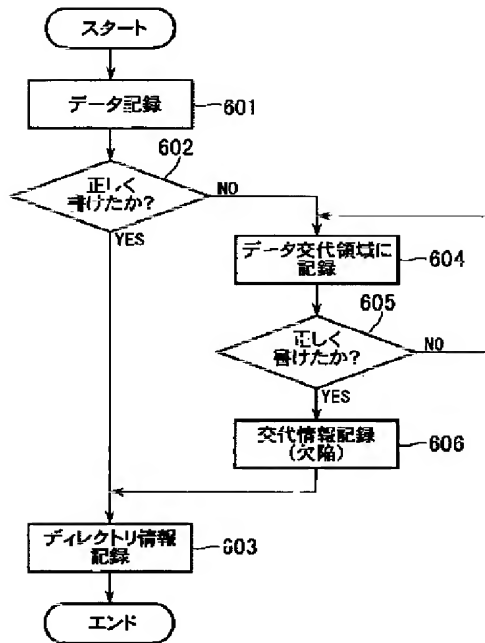 スタート
データ記録
601
602
正しく
書けたか?
NO
YES
データ交代領域に
記録
604
605
正しく
書けたか?
NO
YES
交代情報記録
(欠陥)
606
ディレクトリ情報
記録
603
エンド